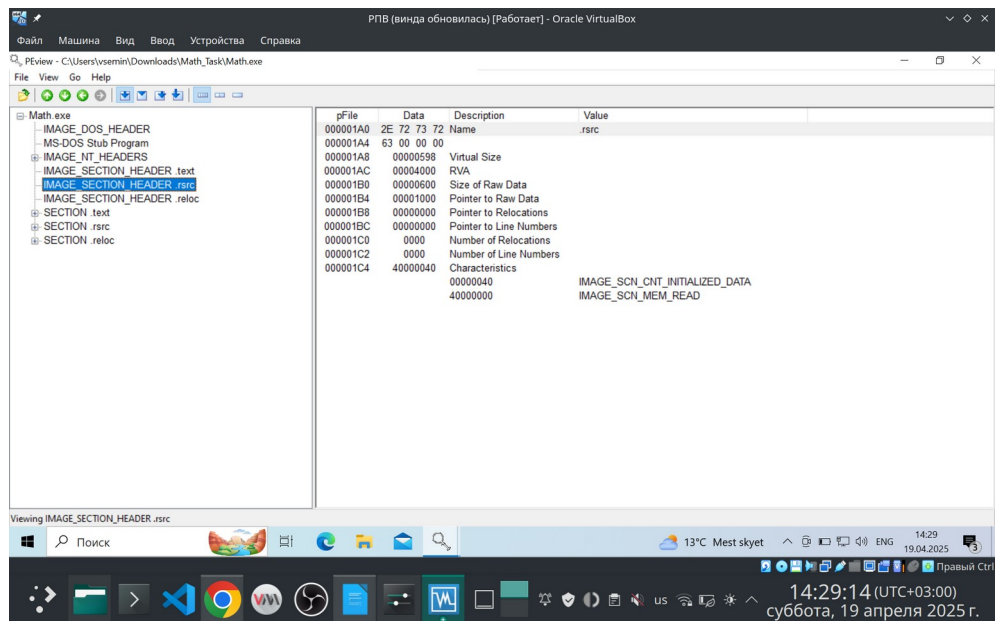 РПВ (винда обновилась) [Работает] - Oracle VirtualBox
Файл Машина Вид Ввод Устройства Справка
PEview - C:\Users\vsemin\Downloads\Math_Task\Math.exe
File View Go Help
Math.exe
IMAGE_DOS_HEADER
MS-DOS Stub Program
IMAGE_NT_HEADERS
IMAGE_SECTION_HEADER .text
IMAGE_SECTION_HEADER .rsrc
IMAGE_SECTION_HEADER .reloc
SECTION .text
SECTION .rsrc
SECTION .reloc
pFile Data Description Value
000001A0 2E 72 73 72 Name .rsrc
000001A4 63 00 00 00
000001A8 00000598 Virtual Size
000001AC 00004000 RVA
000001B0 00000600 Size of Raw Data
000001B4 00001000 Pointer to Raw Data
000001B8 00000000 Pointer to Relocations
000001BC 00000000 Pointer to Line Numbers
000001C0 0000 Number of Relocations
000001C2 0000 Number of Line Numbers
000001C4 40000040 Characteristics
00000040 IMAGE_SCN_CNT_INITIALIZED_DATA
40000000 IMAGE_SCN_MEM_READ
Viewing IMAGE_SECTION_HEADER .rsrc
Поиск
13°C Mest skyet
ENG
14:29
19.04.2025
3
Правый Ctrl
us
14:29:14 (UTC+03:00)
суббота, 19 апреля 2025 г.